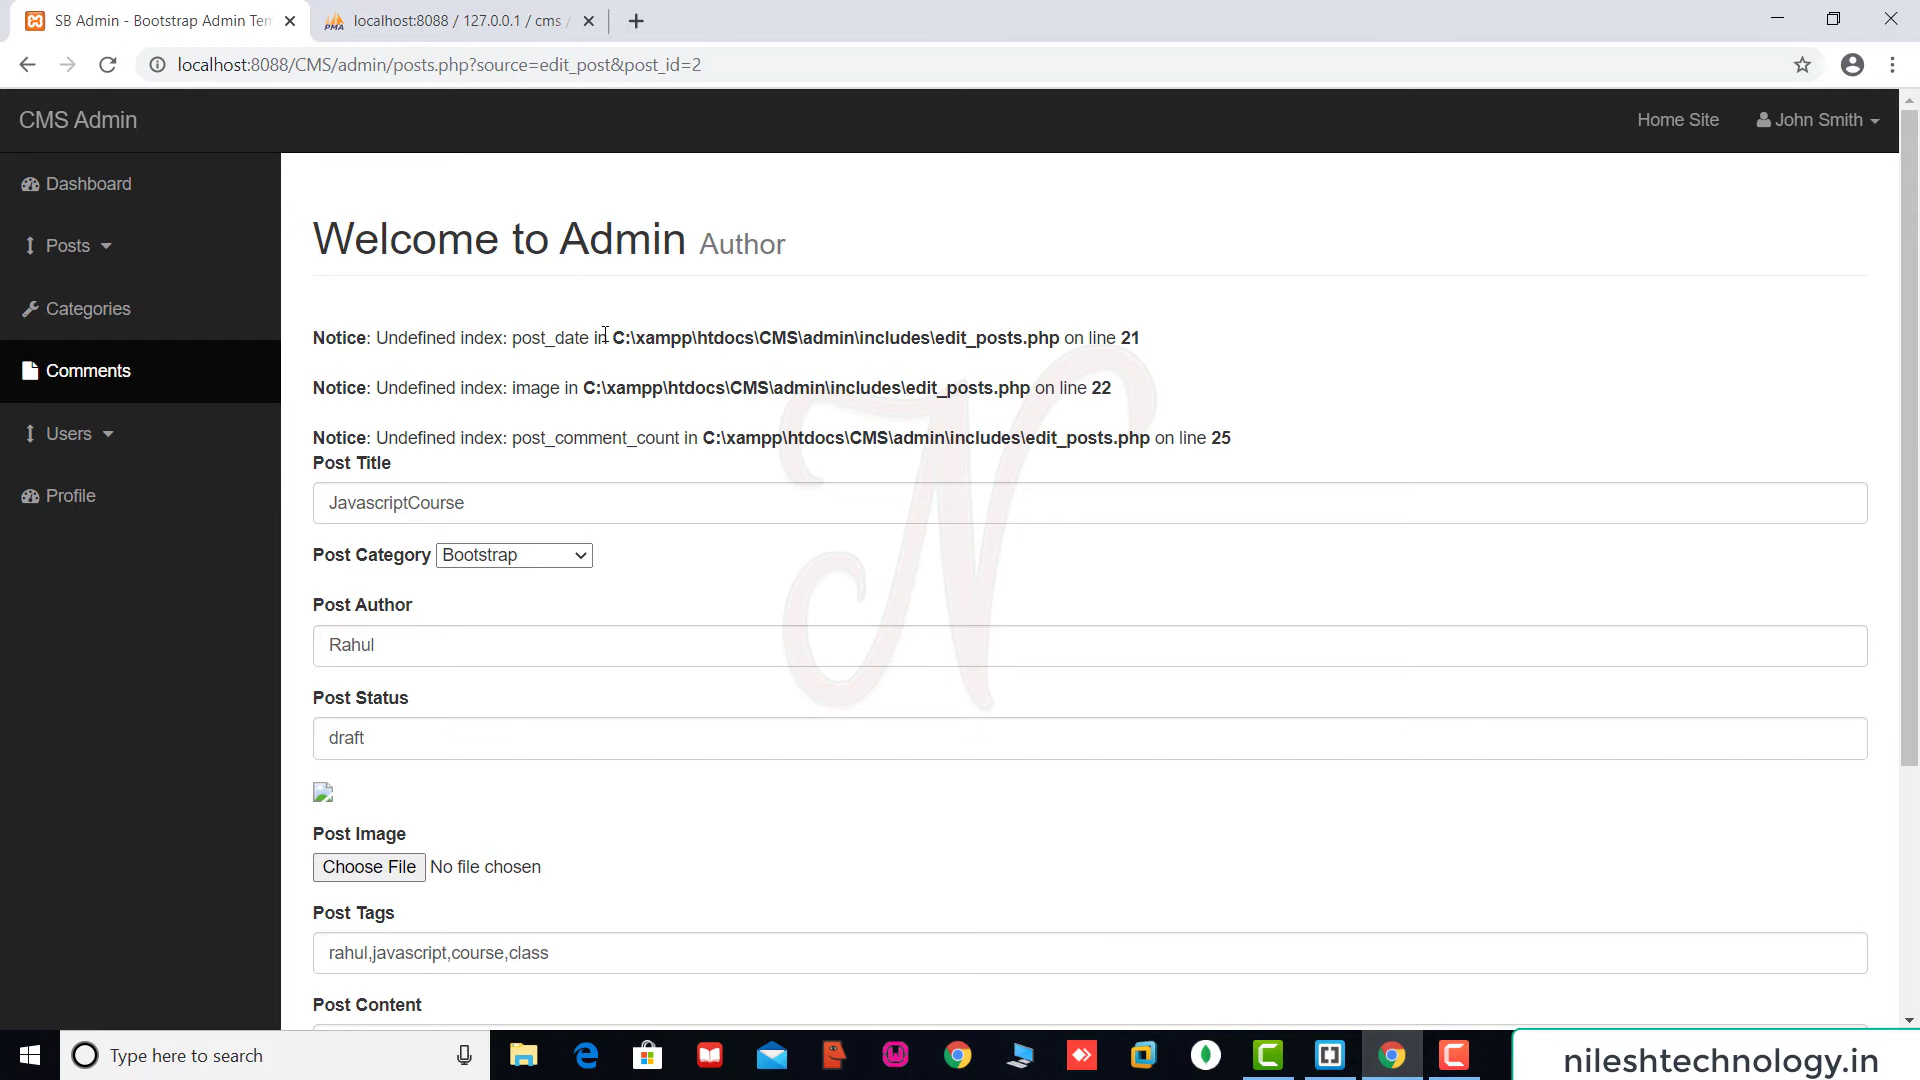 SB Admin - Bootstrap Admin Tem
localhost:8088 / 127.0.0.1 / cms /
localhost:8088/CMS/admin/posts.php?source=edit_post&post_id=2
CMS Admin
Home Site
John Smith
Dashboard
Posts
Categories
Comments
Users
Profile
Welcome to Admin Author
Notice: Undefined index: post_date in C:\xampp\htdocs\CMS\admin\includes\edit_posts.php on line 21
Notice: Undefined index: image in C:\xampp\htdocs\CMS\admin\includes\edit_posts.php on line 22
Notice: Undefined index: post_comment_count in C:\xampp\htdocs\CMS\admin\includes\edit_posts.php on line 25
Post Title
JavascriptCourse
Post Category Bootstrap
Post Author
Rahul
Post Status
draft
Post Image
Choose File No file chosen
Post Tags
rahul,javascript,course,class
Post Content
Type here to search
nileshtechnology.in